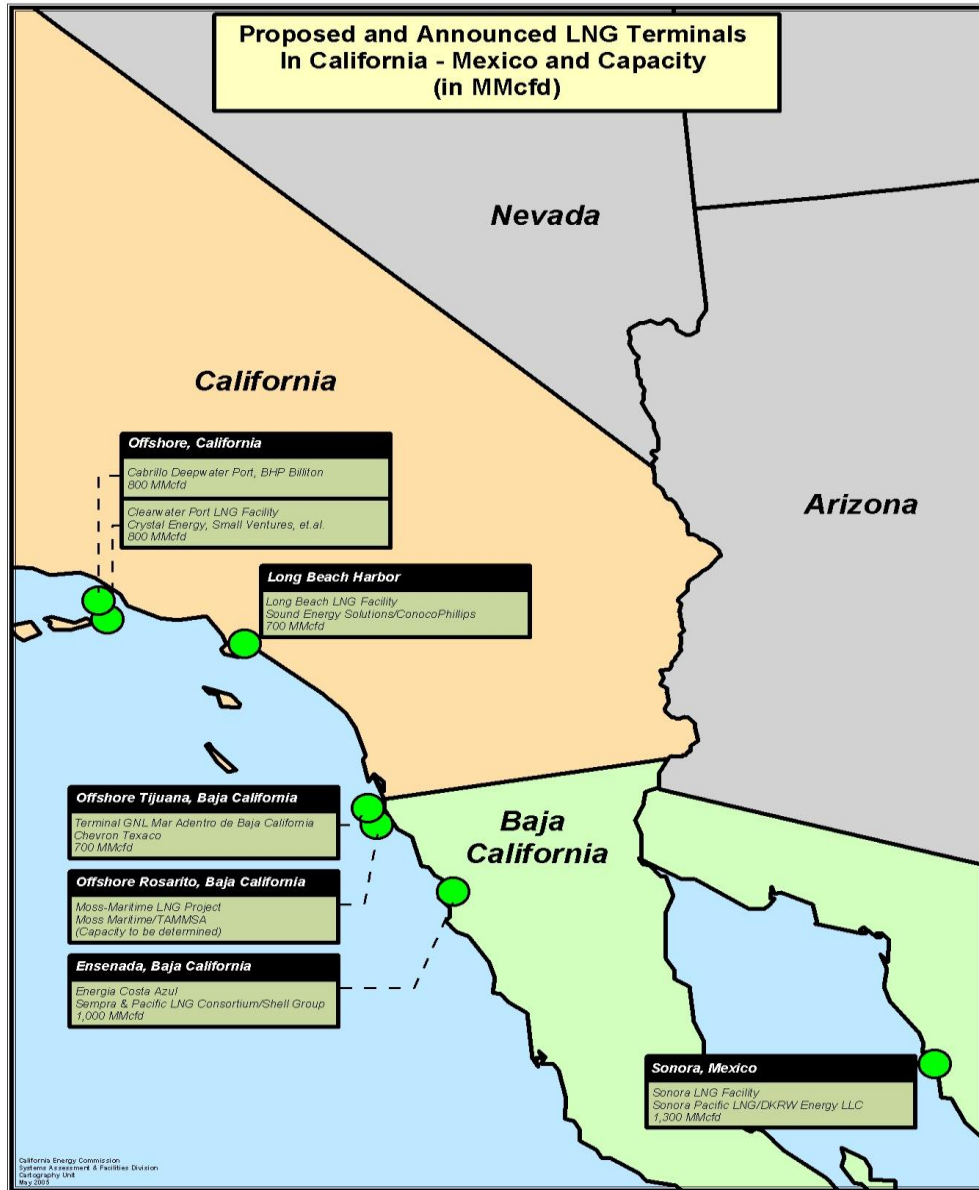 Proposed and Announced LNG Terminals
In California - Mexico and Capacity
(in MMcfd)
Nevada
California
Arizona
Offshore, California
Cabrillo Deepwater Port, BHP Billiton
800 MMcfd
Clearwater Port LNG Facility
Crystal Energy, Small Ventures, et.al.
800 MMcfd
Long Beach Harbor
Long Beach LNG Facility
Sound Energy Solutions/ConocoPhillips
700 MMcfd
Offshore Tijuana, Baja California
Terminal GNL Mar Adentro de Baja California
Chevron Texaco
700 MMcfd
Baja
California
Offshore Rosarito, Baja California
Moss-Maritime LNG Project
Moss Maritime/TAMMSA
(Capacity to be determined)
Ensenada, Baja California
Energia Costa Azul
Sempra & Pacific LNG Consortium/Shell Group
1,000 MMcfd
Sonora, Mexico
Sonora LNG Facility
Sonora Pacific LNG/DKRW Energy LLC
1,300 MMcfd
California Energy Commission
Systems Assessment & Facilities Division
Cartography Unit
May 2005